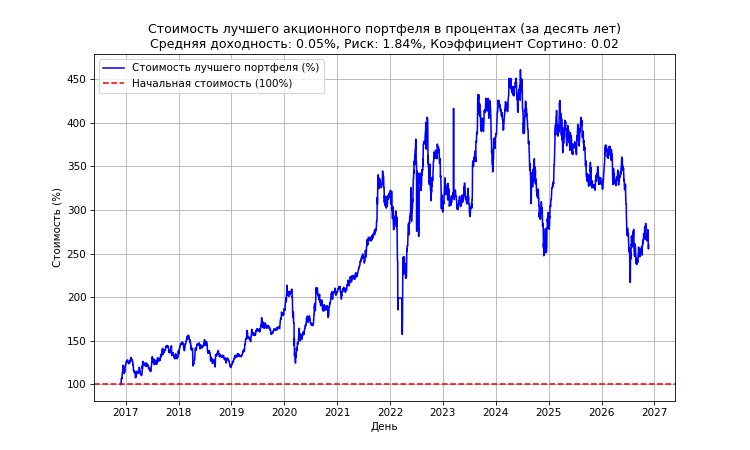 Стоимость лучшего акционного портфеля в процентах (за десять лет)
Средняя доходность: 0.05%, Риск: 1.84%, Коэффициент Сортино: 0.02
Стоимость лучшего портфеля (%)
Начальная стоимость (100%)
Стоимость (%)
450
400
350
300
250
200
150
100
2017 2018 2019 2020 2021 2022 2023 2024 2025 2026 2027
День